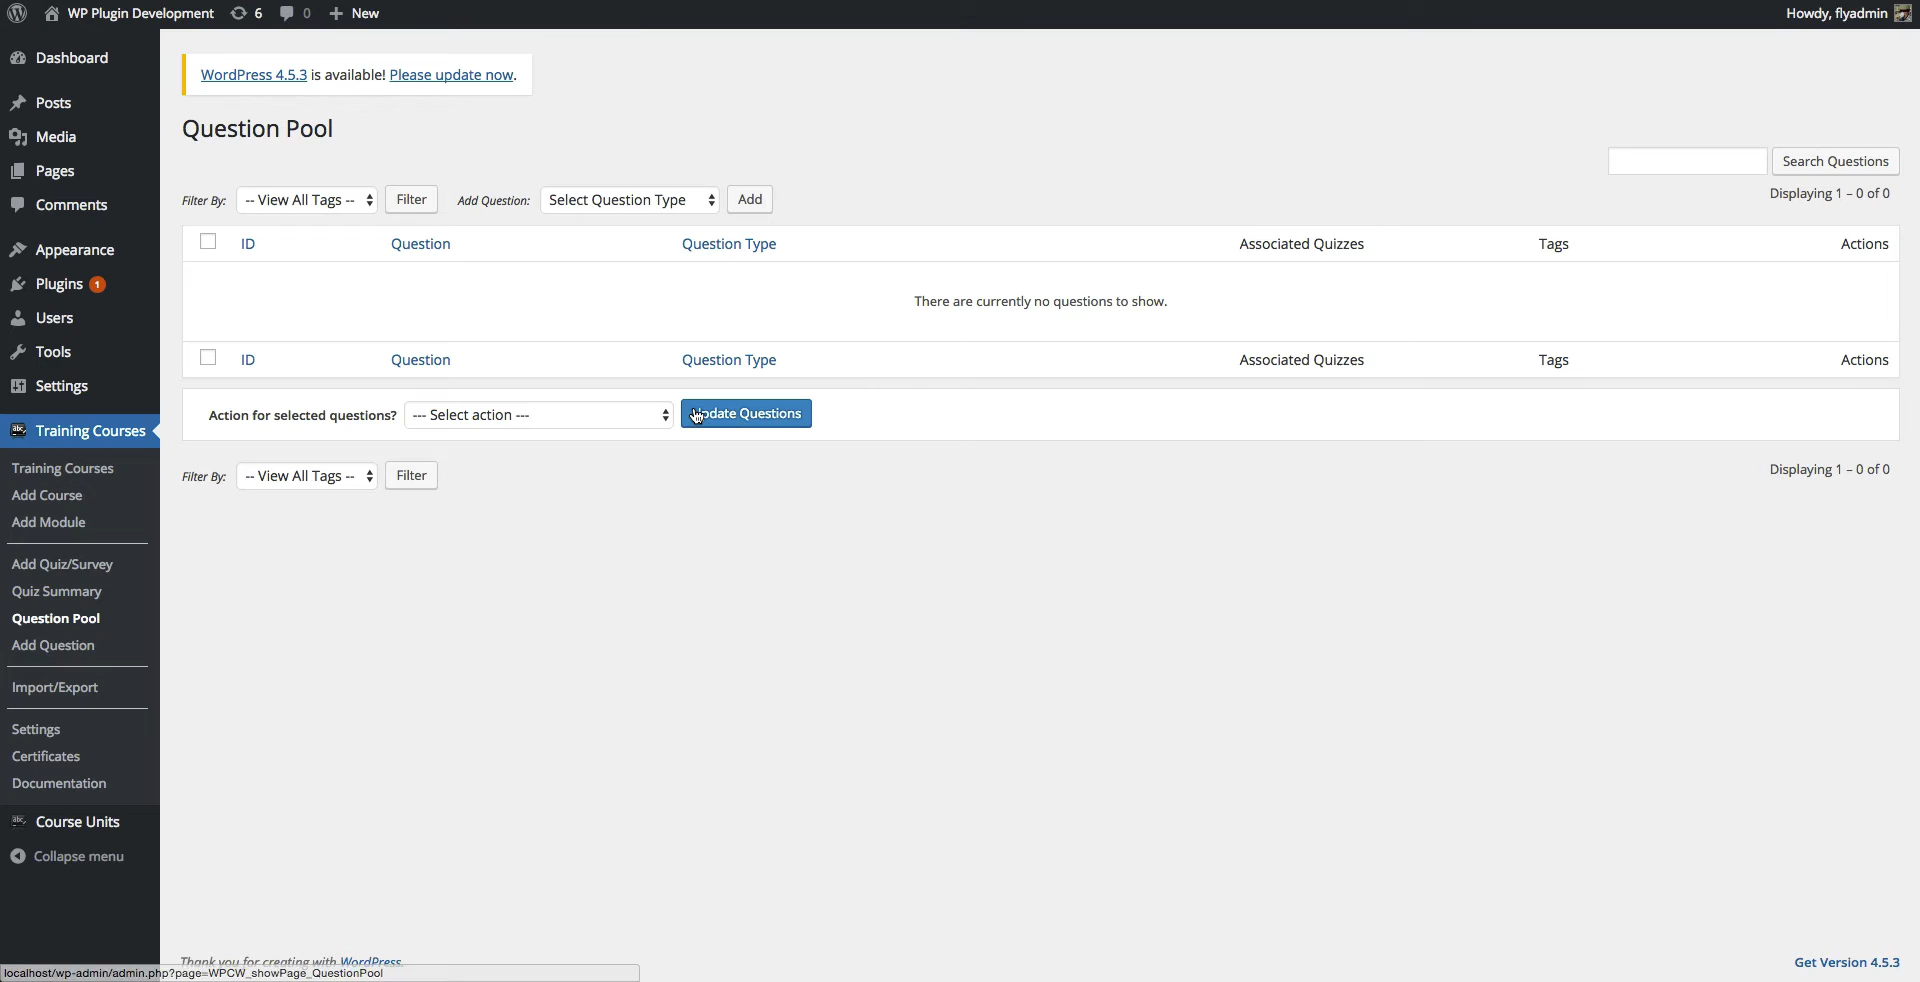 WP Plugin Development 6 0 New Howdy, flyadmin
Dashboard
Posts
Media
Pages
Comments
Appearance
Plugins 1
Users
Tools
Settings
Training Courses
Training Courses
Add Course
Add Module
Add Quiz/Survey
Quiz Summary
Question Pool
Add Question
Import/Export
Settings
Certificates
Documentation
Course Units
Collapse menu
WordPress 4.5.3 is available! Please update now.
Question Pool
Search Questions
Filter By: -- View All Tags -- Filter Add Question: Select Question Type Add Displaying 1 – 0 of 0
ID Question Question Type Associated Quizzes Tags Actions
There are currently no questions to show.
ID Question Question Type Associated Quizzes Tags Actions
Action for selected questions? --- Select action --- Update Questions
Filter By: -- View All Tags -- Filter Displaying 1 – 0 of 0
Thank you for creating with WordPress. Get Version 4.5.3
localhost/wp-admin/admin.php?page=WPCW_showPage_QuestionPool